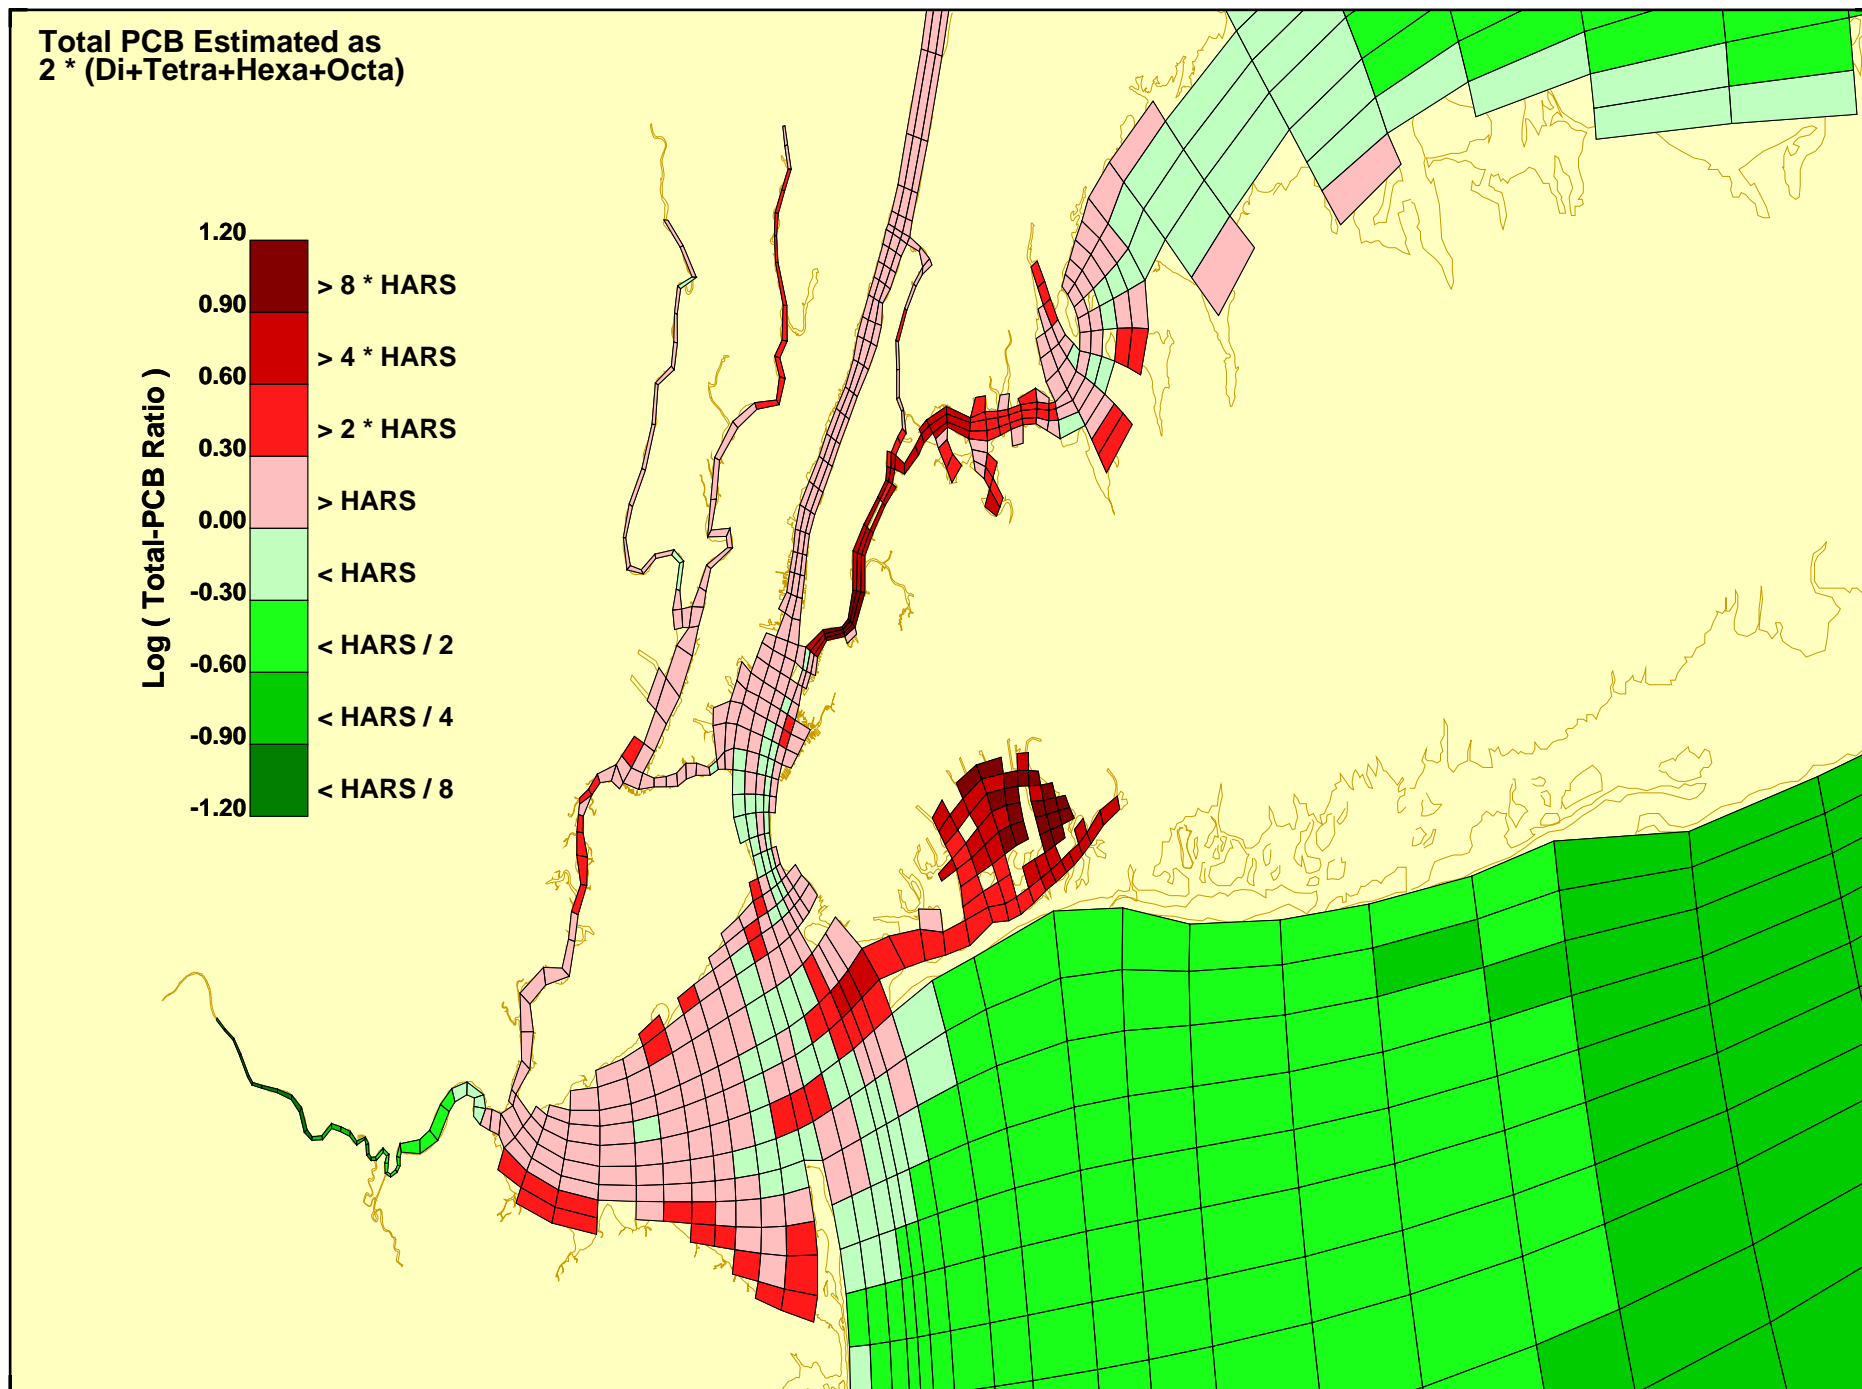 Total PCB Estimated as
2 * (Di+Tetra+Hexa+Octa)
Log ( Total-PCB Ratio )
1.20
> 8 * HARS
0.90
> 4 * HARS
0.60
> 2 * HARS
0.30
> HARS
0.00
< HARS
-0.30
< HARS / 2
-0.60
< HARS / 4
-0.90
< HARS / 8
-1.20